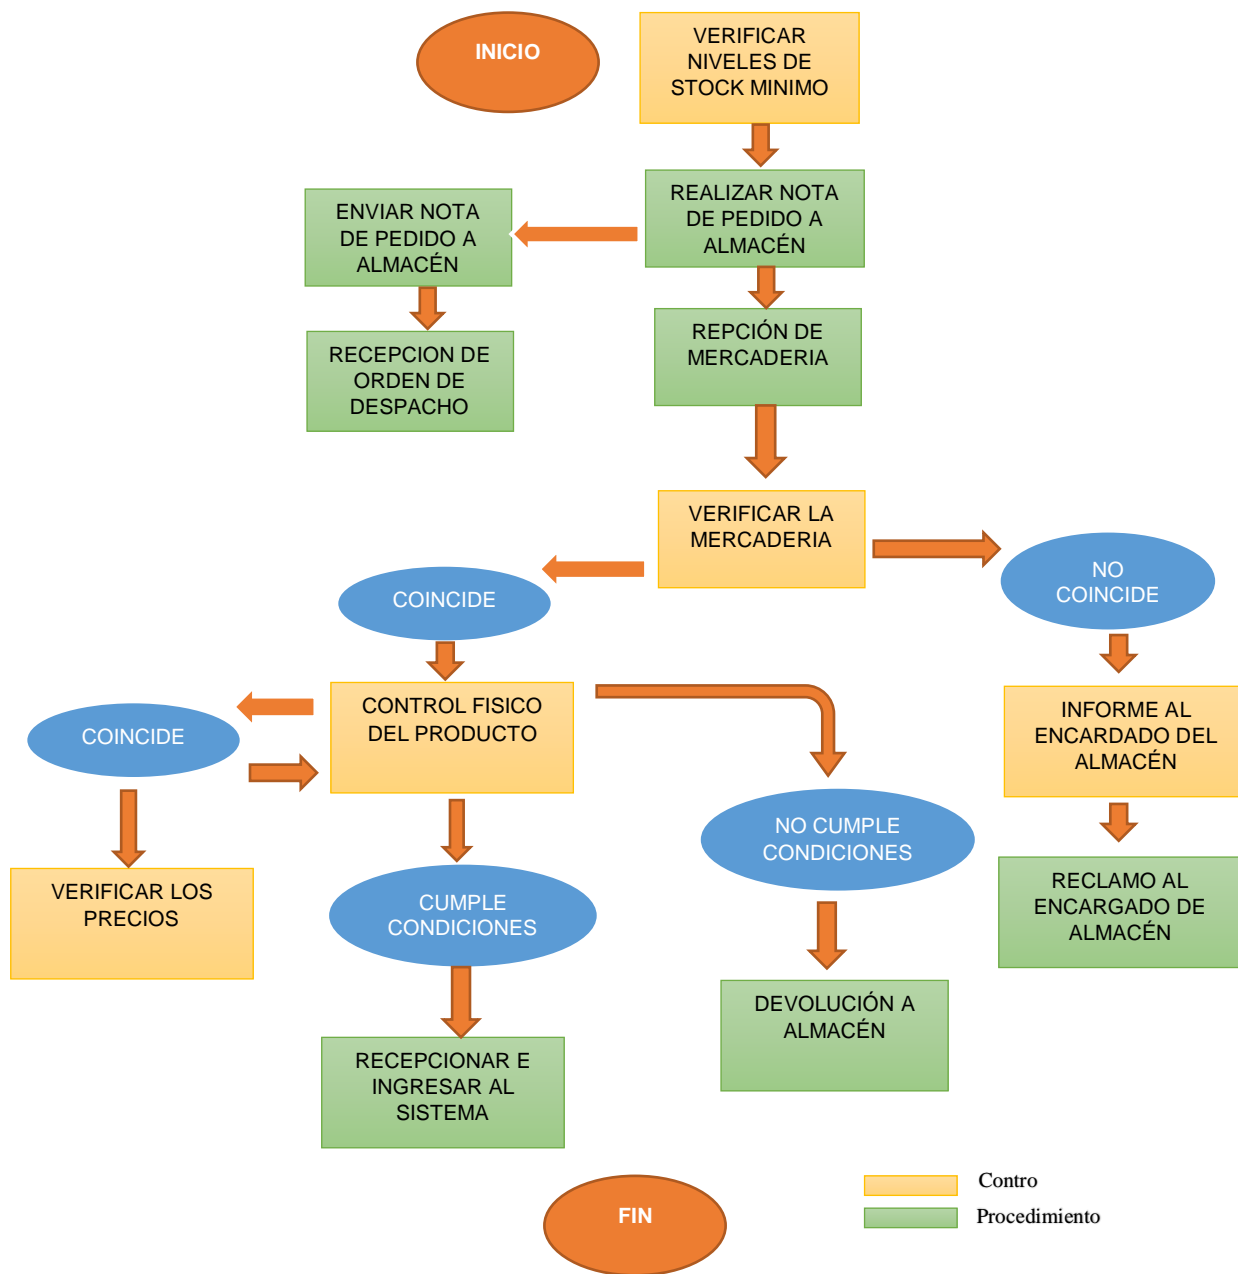 INICIO
VERIFICAR
NIVELES DE
STOCK MINIMO
ENVIAR NOTA
DE PEDIDO A
ALMACÉN
REALIZAR NOTA
DE PEDIDO A
ALMACÉN
RECEPCION DE
ORDEN DE
DESPACHO
REPCIÓN DE
MERCADERIA
VERIFICAR LA
MERCADERIA
COINCIDE
NO
COINCIDE
COINCIDE
CONTROL FISICO
DEL PRODUCTO
INFORME AL
ENCARDADO DEL
ALMACÉN
NO CUMPLE
CONDICIONES
VERIFICAR LOS
PRECIOS
CUMPLE
CONDICIONES
RECLAMO AL
ENCARGADO DE
ALMACÉN
DEVOLUCIÓN A
ALMACÉN
RECEPCIONAR E
INGRESAR AL
SISTEMA
FIN
Contro
Procedimiento